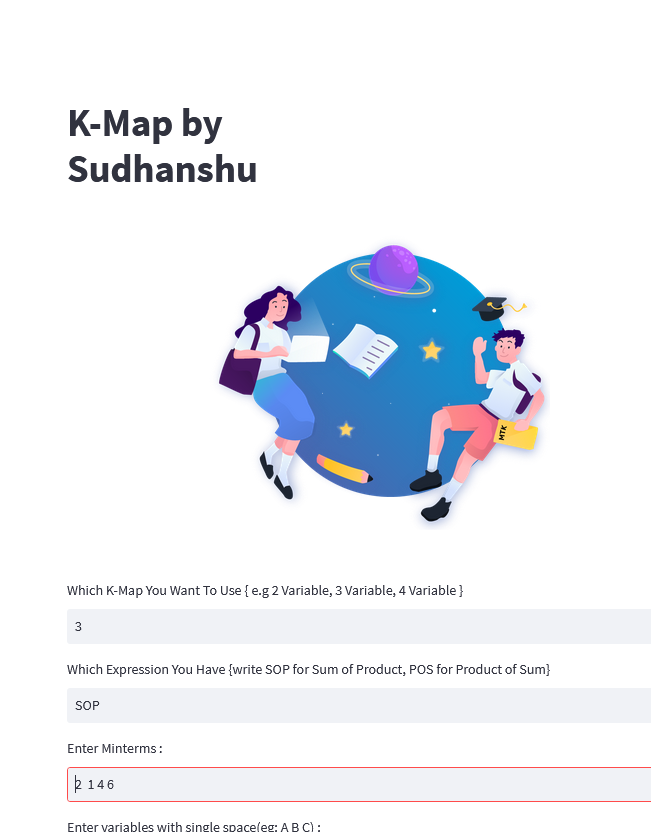 K-Map by
Sudhanshu
MTK
Which K-Map You Want To Use { e.g 2 Variable, 3 Variable, 4 Variable }
3
Which Expression You Have {write SOP for Sum of Product, POS for Product of Sum}
SOP
Enter Minterms :
2 1 4 6
Enter variables with single space(eg: A B C) :